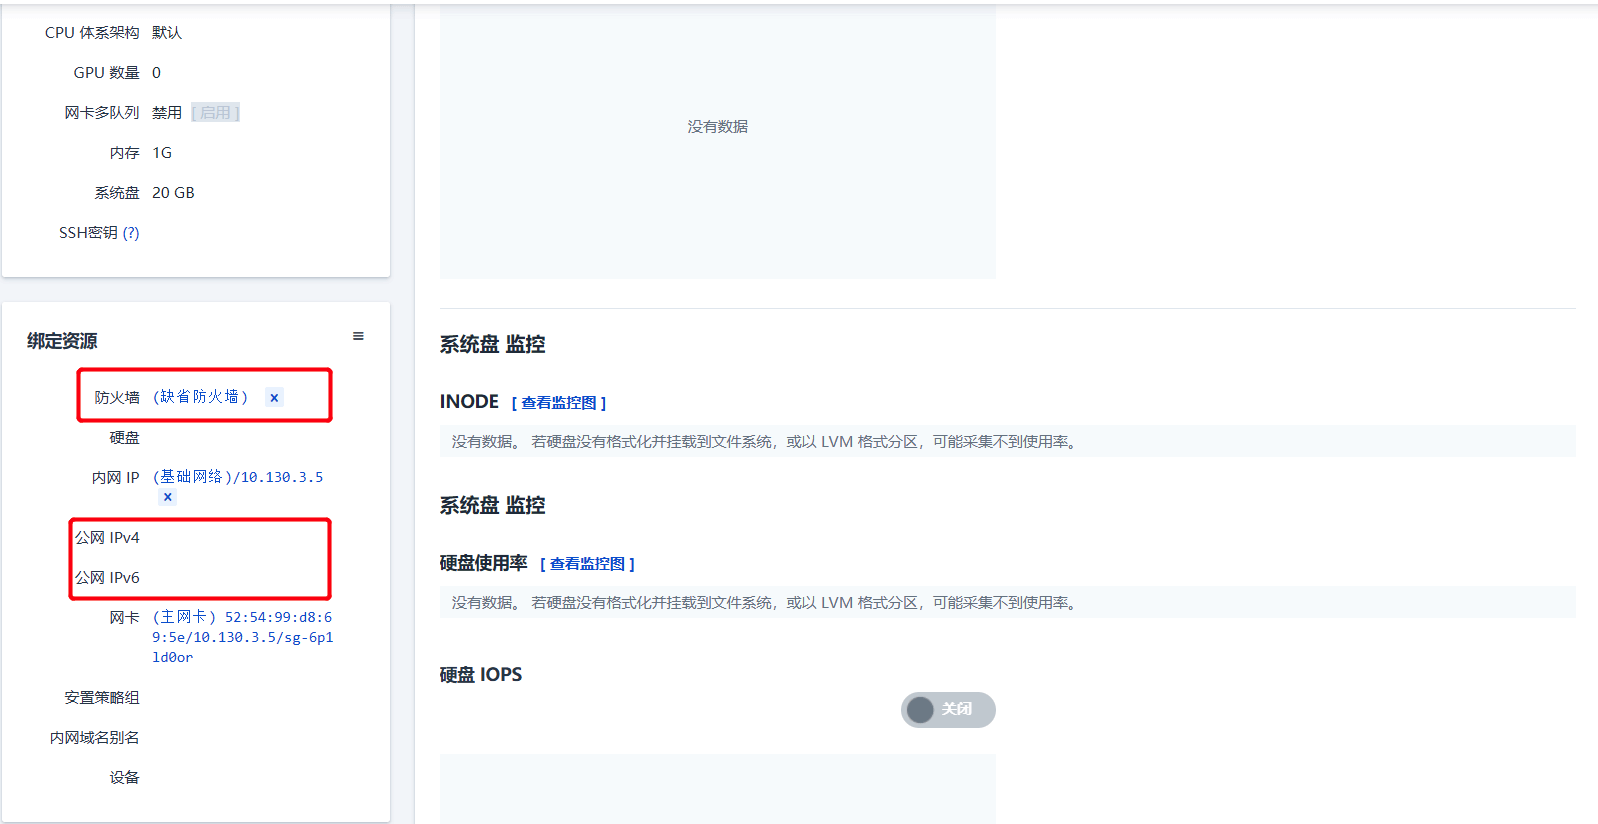 CPU 体系架构 默认
GPU 数量 0
网卡多队列 禁用 [ 启用 ]
内存 1G
系统盘 20 GB
SSH密钥 (?)
绑定资源 ≡
防火墙 (缺省防火墙) ×
硬盘
内网 IP (基础网络)/10.130.3.5
×
公网 IPv4
公网 IPv6
网卡 (主网卡) 52:54:99:d8:6
9:5e/10.130.3.5/sg-6p1
ld0or
安置策略组
内网域名别名
设备
没有数据
系统盘 监控
INODE [ 查看监控图 ]
没有数据。 若硬盘没有格式化并挂载到文件系统，或以 LVM 格式分区，可能采集不到使用率。
系统盘 监控
硬盘使用率 [ 查看监控图 ]
没有数据。 若硬盘没有格式化并挂载到文件系统，或以 LVM 格式分区，可能采集不到使用率。
硬盘 IOPS
关闭